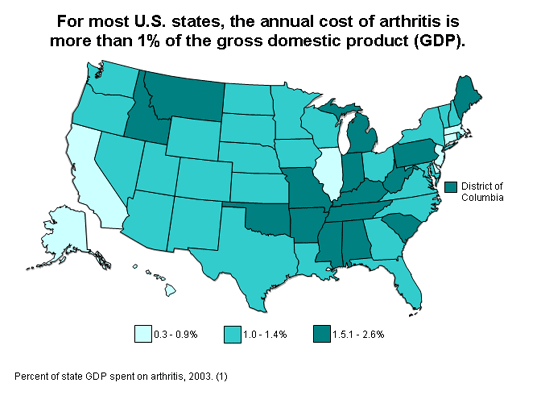 For most U.S. states, the annual cost of arthritis is
more than 1% of the gross domestic product (GDP).
District of
Columbia
0.3 - 0.9%
1.0 - 1.4%
1.5.1 - 2.6%
Percent of state GDP spent on arthritis, 2003. (1)